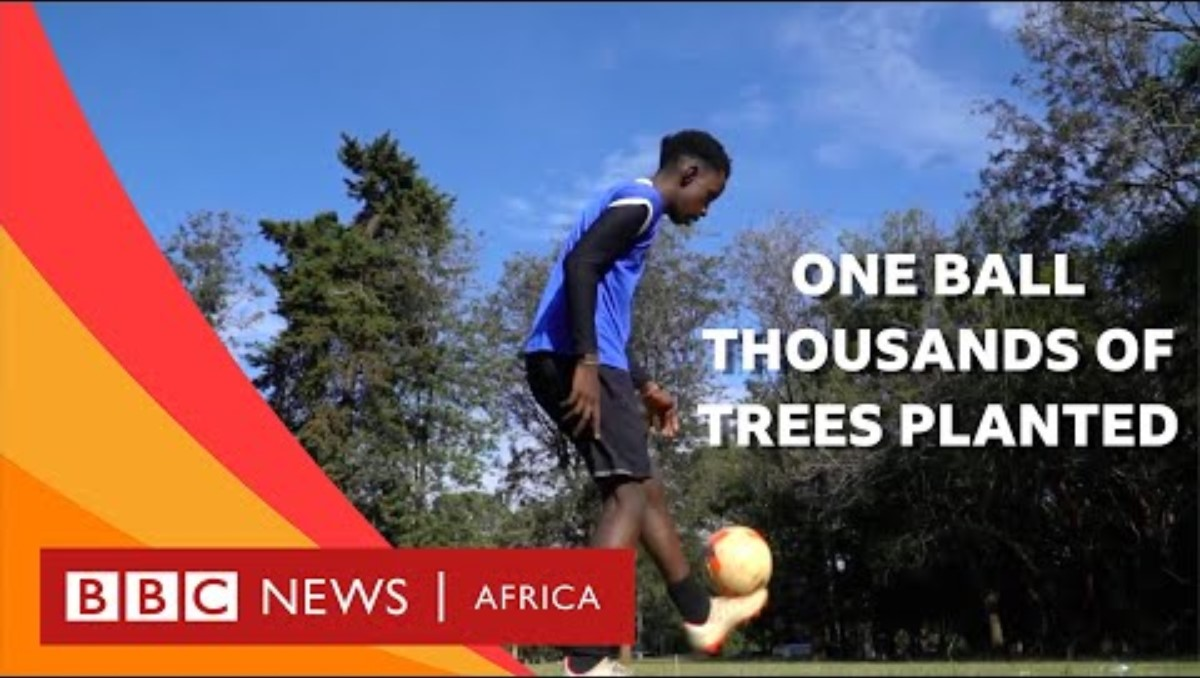 ONE BALL
THOUSANDS OF
TREES PLANTED
BBC NEWS | AFRICA